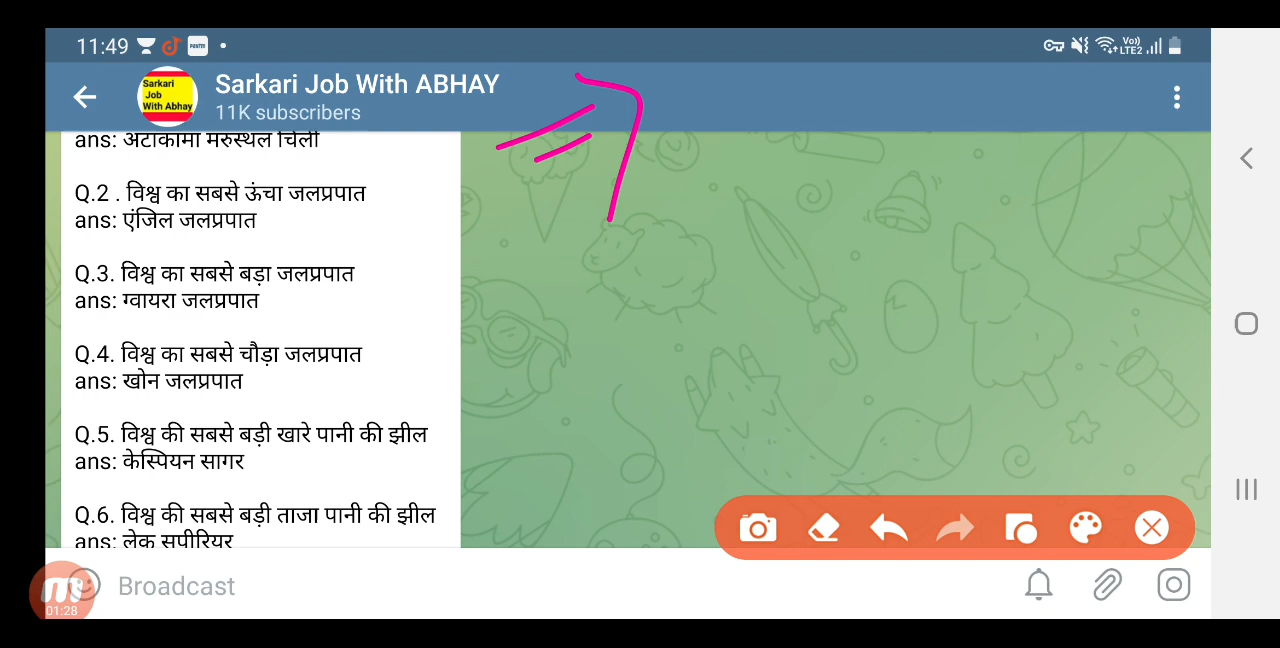 11:49
Vo))
LTE2
Sarkari
Job
With Abhay
Sarkari Job With ABHAY
11K subscribers
ans: अटाकामा मरुस्थल चिली
Q.2 . विश्व का सबसे ऊंचा जलप्रपात
ans: एंजिल जलप्रपात
Q.3. विश्व का सबसे बड़ा जलप्रपात
ans: ग्वायरा जलप्रपात
Q.4. विश्व का सबसे चौड़ा जलप्रपात
ans: खोन जलप्रपात
Q.5. विश्व की सबसे बड़ी खारे पानी की झील
ans: केस्पियन सागर
Q.6. विश्व की सबसे बड़ी ताजा पानी की झील
ans: लेक सुपीरियर
Broadcast
01:28